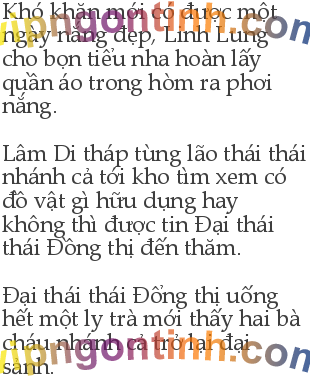 Khó khăn mới có được một
ngày nắng đẹp, Linh Lung
cho bọn tiểu nha hoàn lấy
quần áo trong hòm ra phơi
nắng.
Lâm Di tháp tùng lão thái thái
nhánh cả tới kho tìm xem có
đồ vật gì hữu dụng hay
không thì được tin Đại thái
thái Đồng thị đến thăm.
Đại thái thái Đổng thị uống
hết một ly trà mới thấy hai bà
cháu nhánh cả trở lại đại
sảnh.
vipngontinh.com
vipngontinh.com